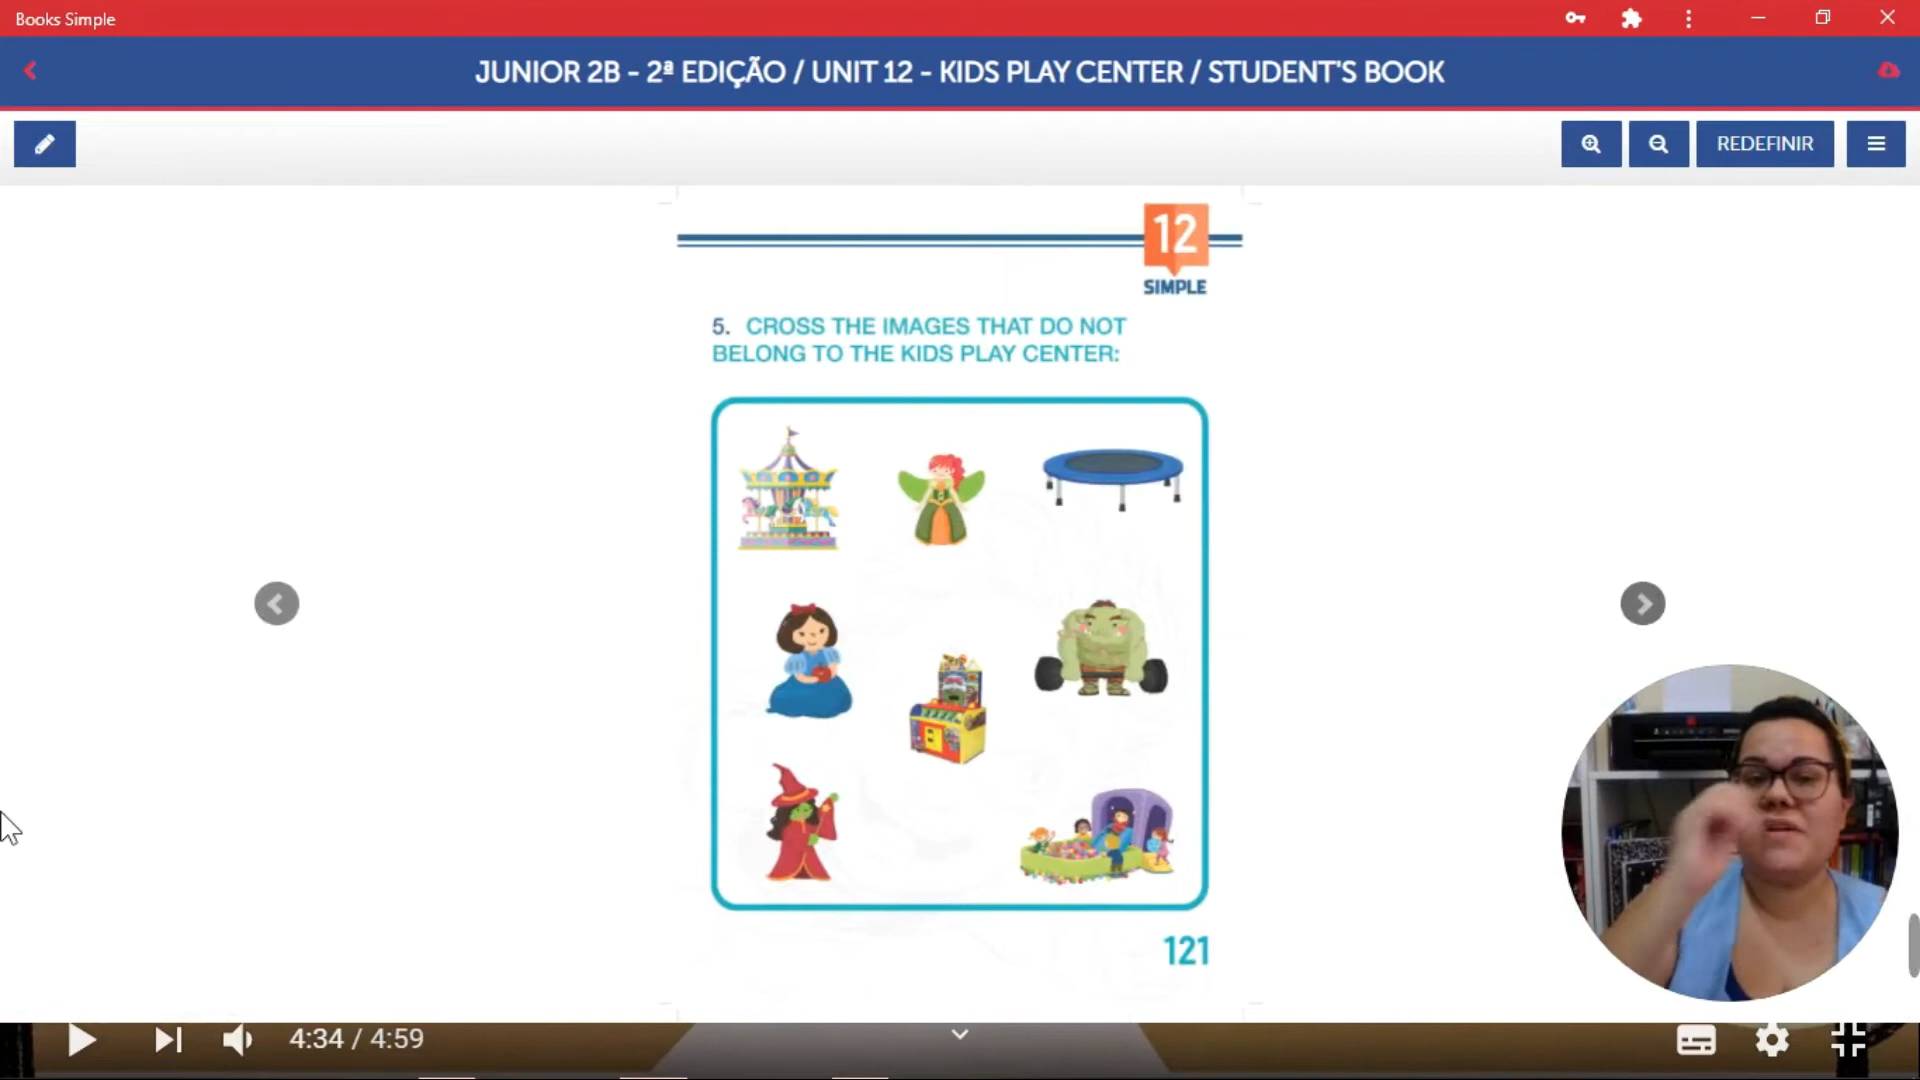 Books Simple
JUNIOR 2B - 2ª EDIÇÃO / UNIT 12 - KIDS PLAY CENTER / STUDENT'S BOOK
REDEFINIR
12
SIMPLE
5. CROSS THE IMAGES THAT DO NOT
BELONG TO THE KIDS PLAY CENTER:
121
4:34 / 4:59